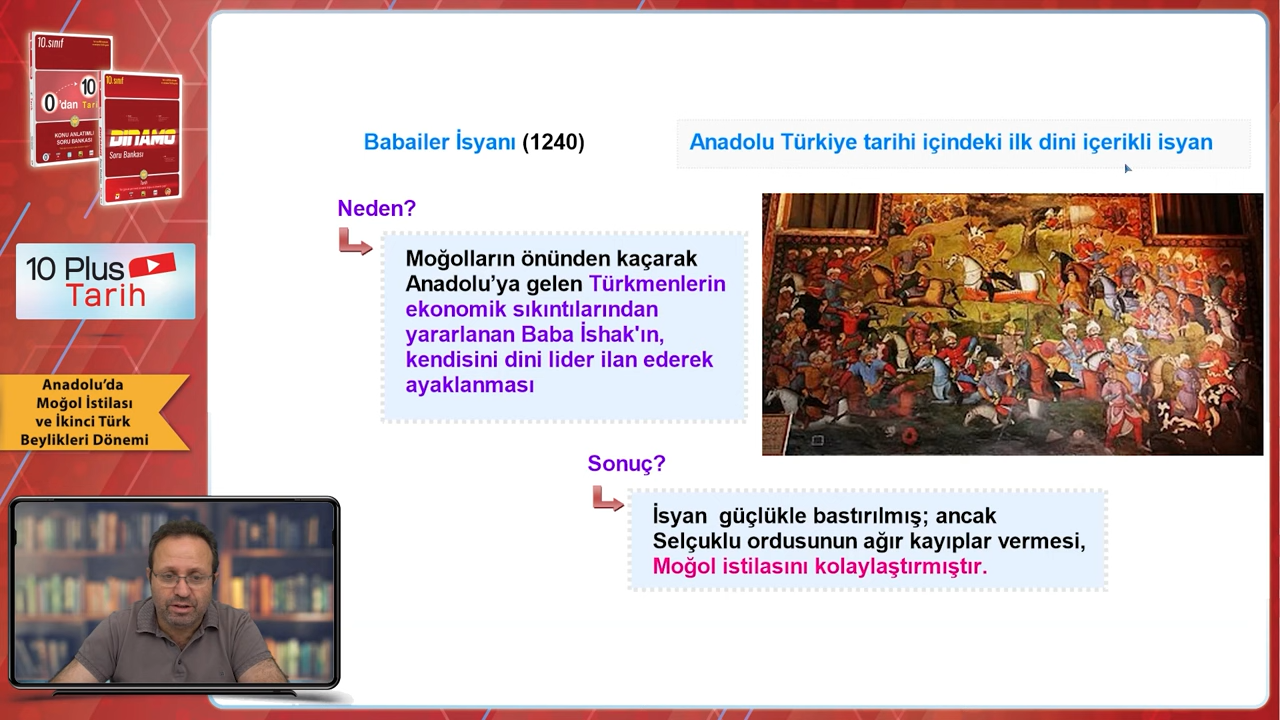 10.sınıf
0'dan 10
Tarih
KONU ANLATIMLI
SORU BANKASI
10.sınıf
DINAMO
Soru Bankası
Tarih
10 Plus
Tarih
Anadolu'da
Moğol İstilası
ve İkinci Türk
Beylikleri Dönemi
Babailer İsyanı (1240)
Anadolu Türkiye tarihi içindeki ilk dini içerikli isyan
Neden?
Moğolların önünden kaçarak
Anadolu'ya gelen Türkmenlerin
ekonomik sıkıntılarından
yararlanan Baba İshak'ın,
kendisini dini lider ilan ederek
ayaklanması
Sonuç?
İsyan güçlükle bastırılmış; ancak
Selçuklu ordusunun ağır kayıplar vermesi,
Moğol istilasını kolaylaştırmıştır.